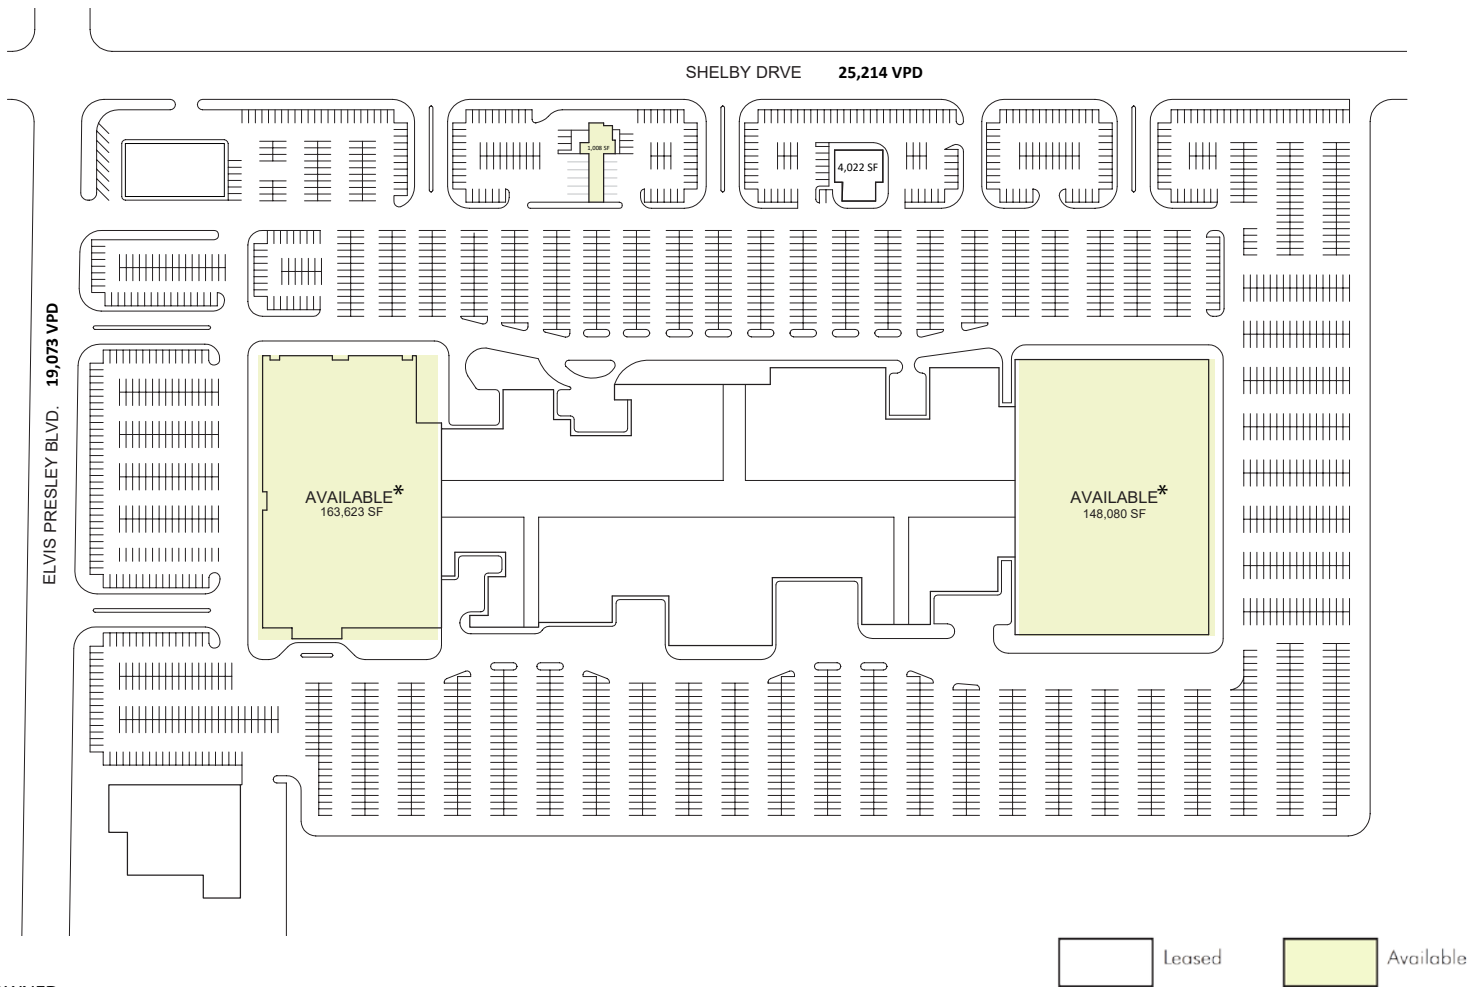 SHELBY DRVE 25,214 VPD
1,008 SF
4,022 SF
ELVIS PRESLEY BLVD. 19,073 VPD
AVAILABLE*
163,623 SF
AVAILABLE*
148,080 SF
Leased
Available